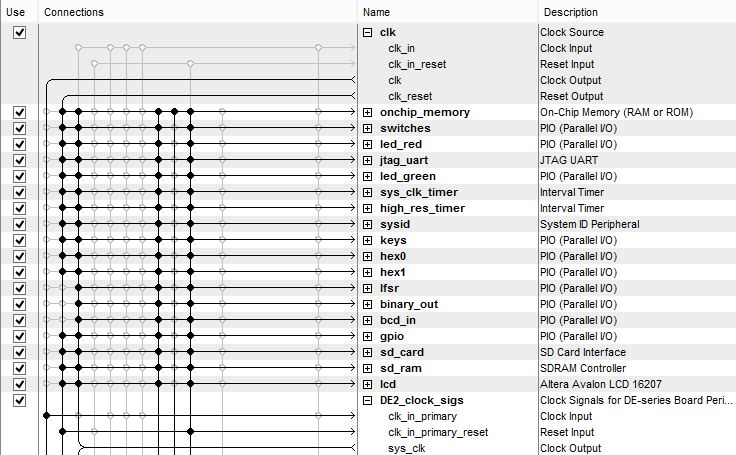 Use Connections Name Description
clk Clock Source
clk_in Clock Input
clk_in_reset Reset Input
clk Clock Output
clk_reset Reset Output
onchip_memory On-Chip Memory (RAM or ROM)
switches PIO (Parallel I/O)
led_red PIO (Parallel I/O)
jtag_uart JTAG UART
led_green PIO (Parallel I/O)
sys_clk_timer Interval Timer
high_res_timer Interval Timer
sysid System ID Peripheral
keys PIO (Parallel I/O)
hex0 PIO (Parallel I/O)
hex1 PIO (Parallel I/O)
lfsr PIO (Parallel I/O)
binary_out PIO (Parallel I/O)
bcd_in PIO (Parallel I/O)
gpio PIO (Parallel I/O)
sd_card SD Card Interface
sd_ram SDRAM Controller
lcd Altera Avalon LCD 16207
DE2_clock_sigs Clock Signals for DE-series Board Peri...
clk_in_primary Clock Input
clk_in_primary_reset Reset Input
sys_clk Clock Output